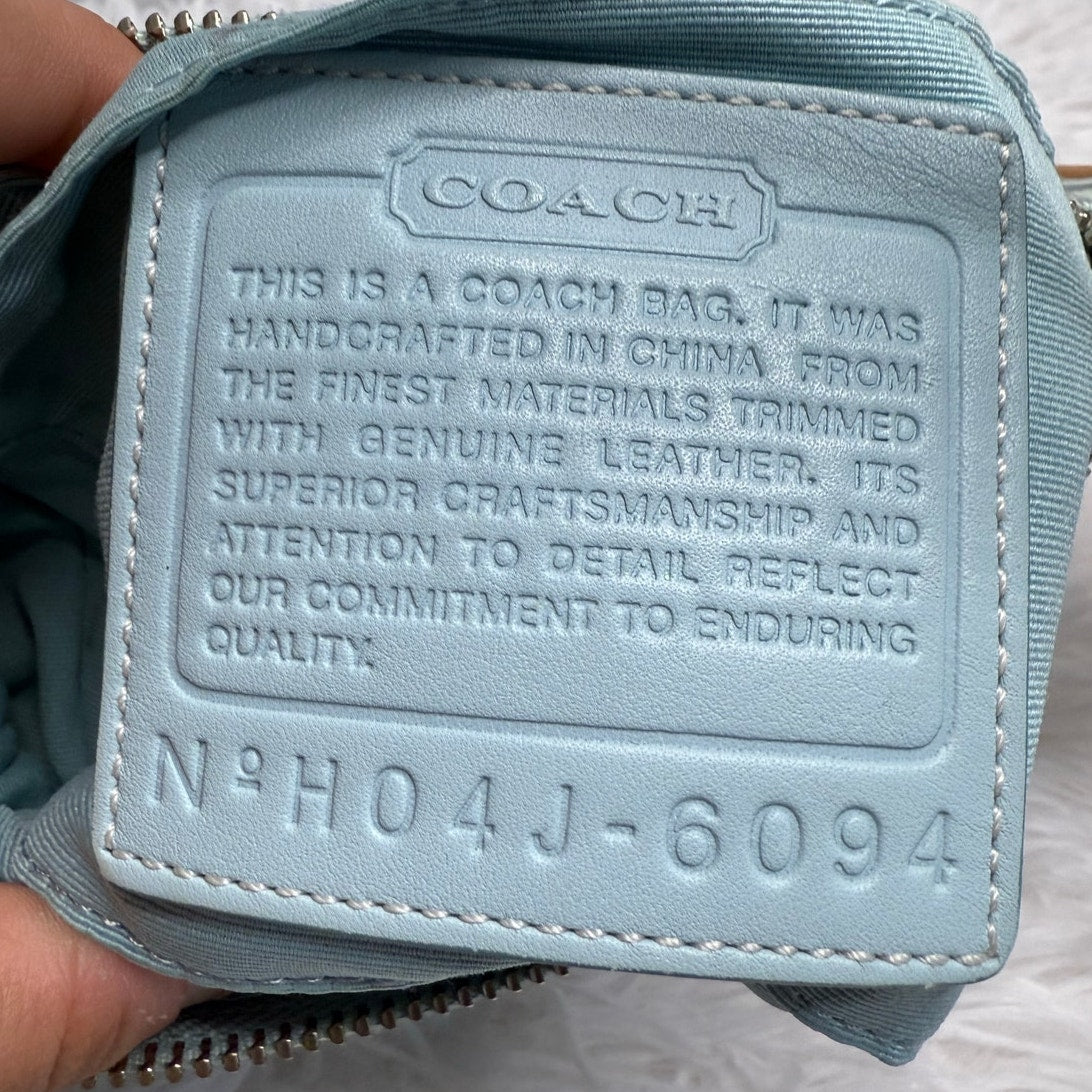 COACH
THIS IS A COACH BAG. IT WAS
HANDCRAFTED IN CHINA FROM
THE FINEST MATERIALS TRIMMED
WITH GENUINE LEATHER. ITS
SUPERIOR CRAFTSMANSHIP AND
ATTENTION TO DETAIL REFLECT
OUR COMMITMENT TO ENDURING
QUALITY.
Nº H04J-6094